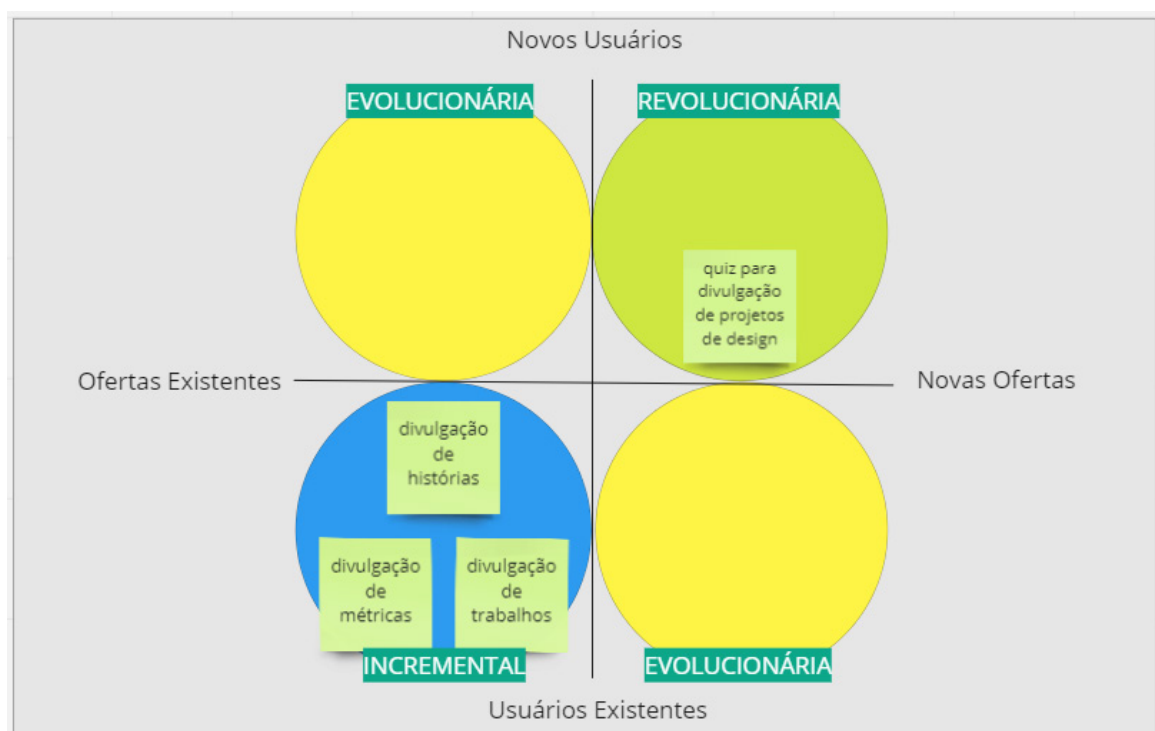 Novos Usuários
EVOLUCIONÁRIA
REVOLUCIONÁRIA
quiz para
divulgação
de projetos
de design
Ofertas Existentes
Novas Ofertas
divulgação
de
histórias
divulgação
de
métricas
divulgação
de
trabalhos
INCREMENTAL
EVOLUCIONÁRIA
Usuários Existentes